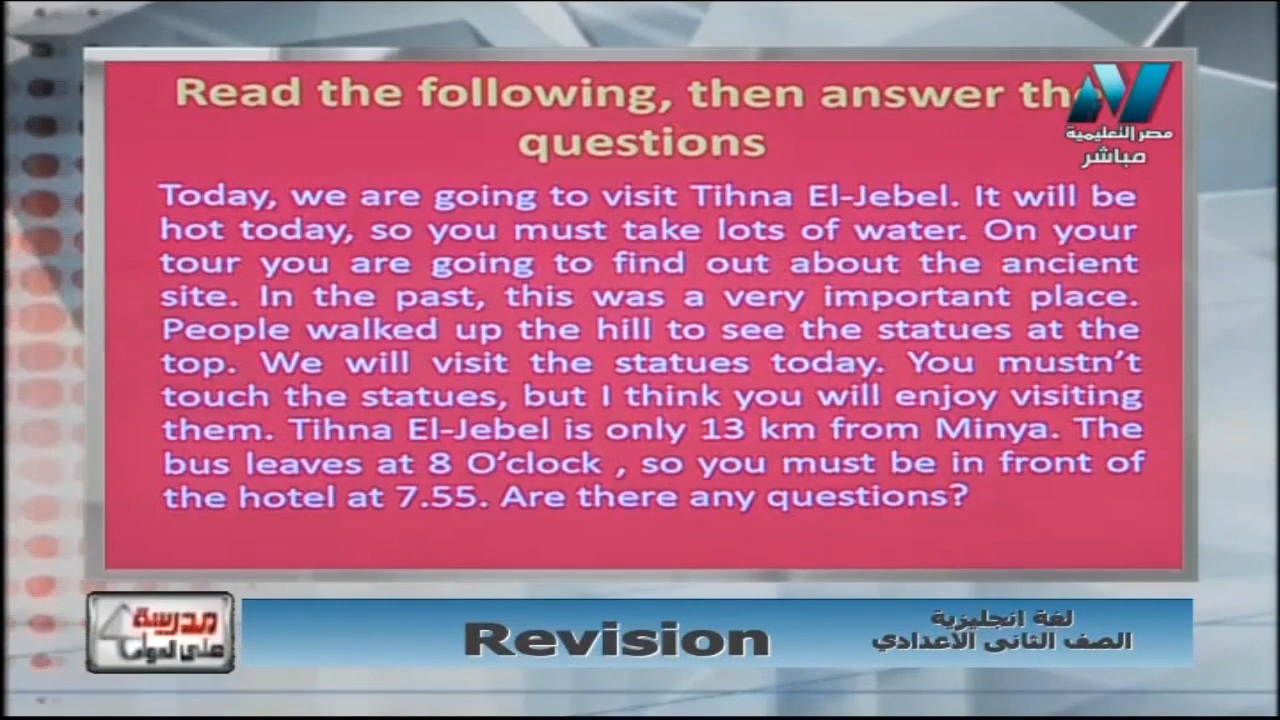 Read the following, then answer the
questions
مصر التعليمية
مباشر
Today, we are going to visit Tihna El-Jebel. It will be
hot today, so you must take lots of water. On your
tour you are going to find out about the ancient
site. In the past, this was a very important place.
People walked up the hill to see the statues at the
top. We will visit the statues today. You mustn't
touch the statues, but I think you will enjoy visiting
them. Tihna El-Jebel is only 13 km from Minya. The
bus leaves at 8 O'clock , so you must be in front of
the hotel at 7.55. Are there any questions?
مدرسة
على الهواء
Revision
لغة انجليزية
الصف الثانى الاعدادي